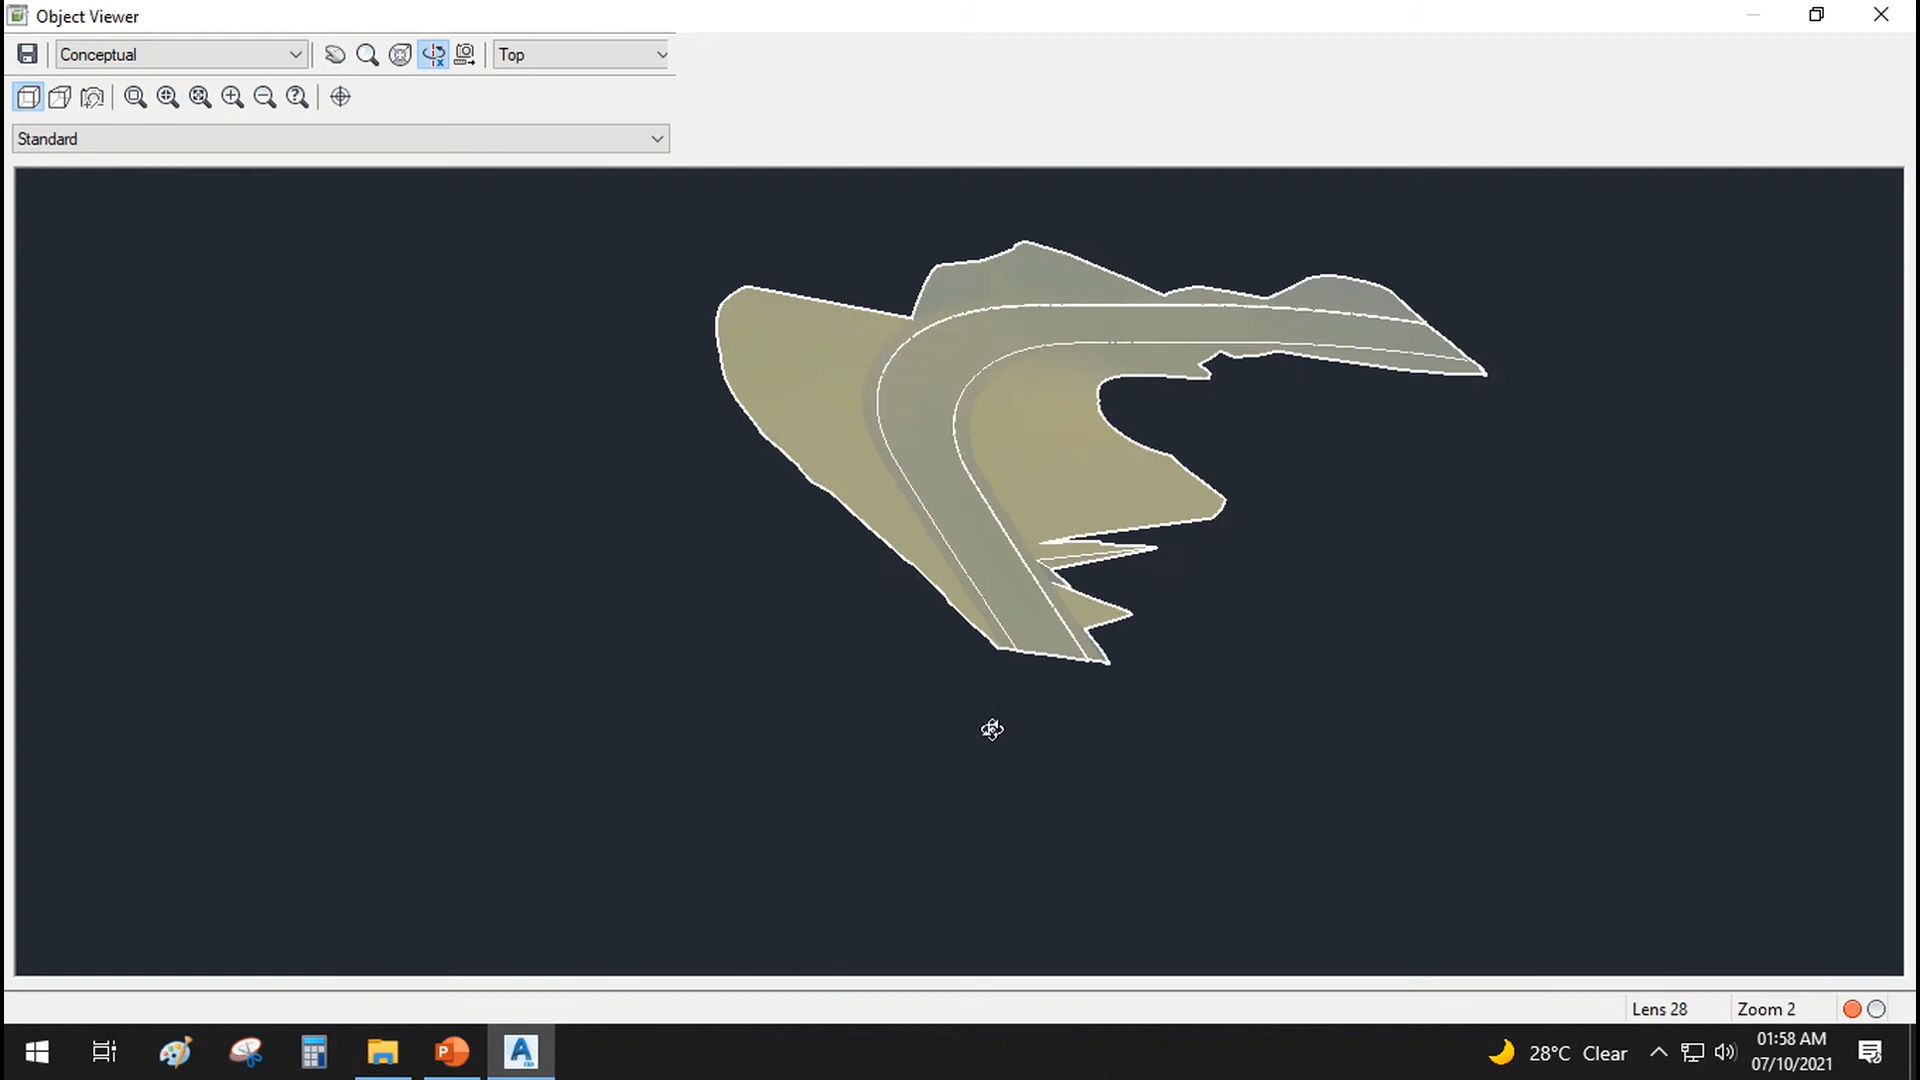 Object Viewer
Conceptual
Top
Standard
Lens 28
Zoom 2
28°C Clear
01:58 AM
07/10/2021